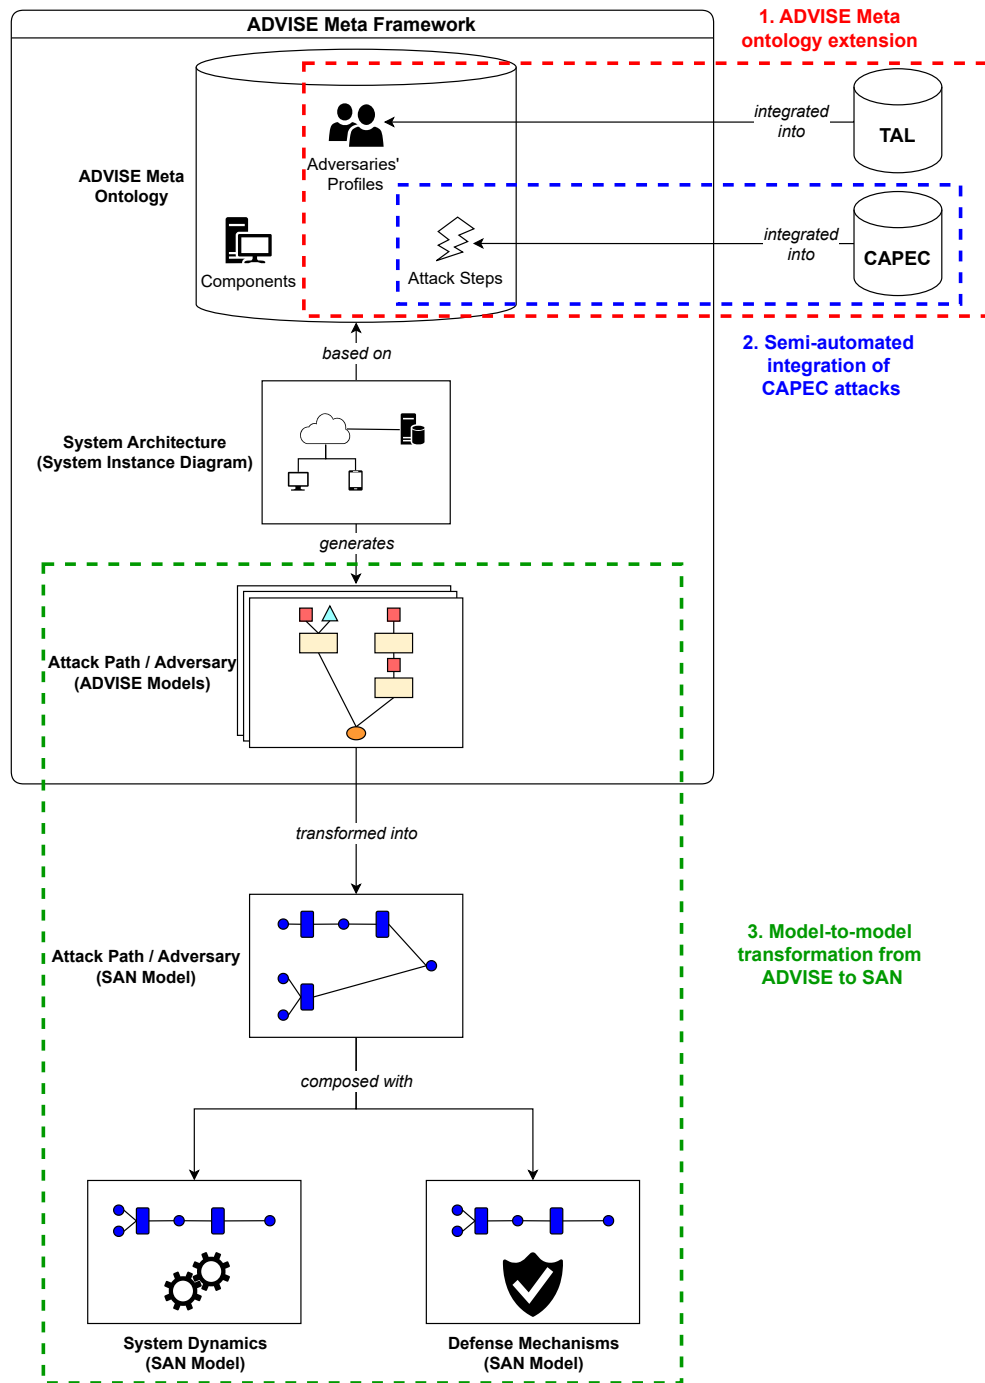 ADVISE Meta Framework
1. ADVISE Meta
ontology extension
integrated
into
TAL
Adversaries'
Profiles
ADVISE Meta
Ontology
integrated
into
CAPEC
Components
Attack Steps
based on
2. Semi-automated
integration of
CAPEC attacks
System Architecture
(System Instance Diagram)
generates
Attack Path / Adversary
(ADVISE Models)
transformed into
Attack Path / Adversary
(SAN Model)
3. Model-to-model
transformation from
ADVISE to SAN
composed with
System Dynamics
(SAN Model)
Defense Mechanisms
(SAN Model)